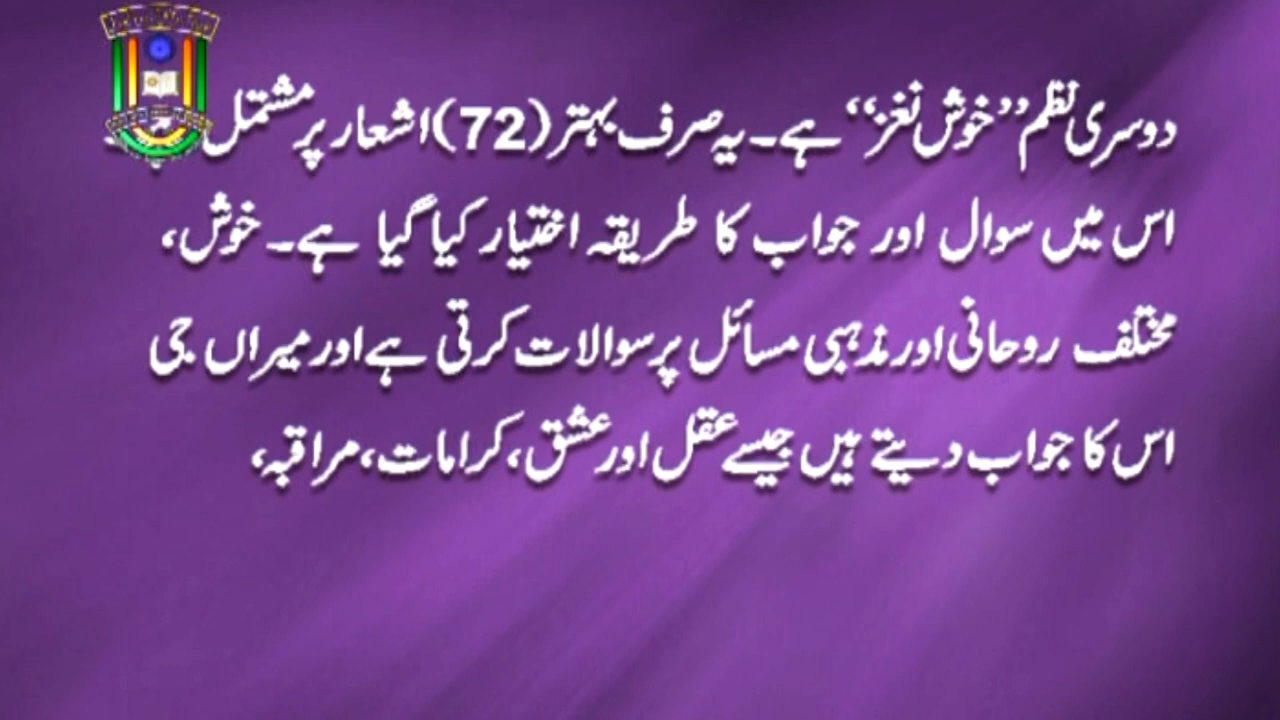 دوسری نظم ’’خوش نغز‘‘ ہے۔ یہ صرف بہتر (72) اشعار پر مشتمل
اس میں سوال اور جواب کا طریقہ اختیار کیا گیا ہے۔ خوش،
مختلف روحانی اور مذہبی مسائل پر سوالات کرتی ہے اور میراں جی
اس کا جواب دیتے ہیں جیسے عقل اور عشق، کرامات، مراقبہ،